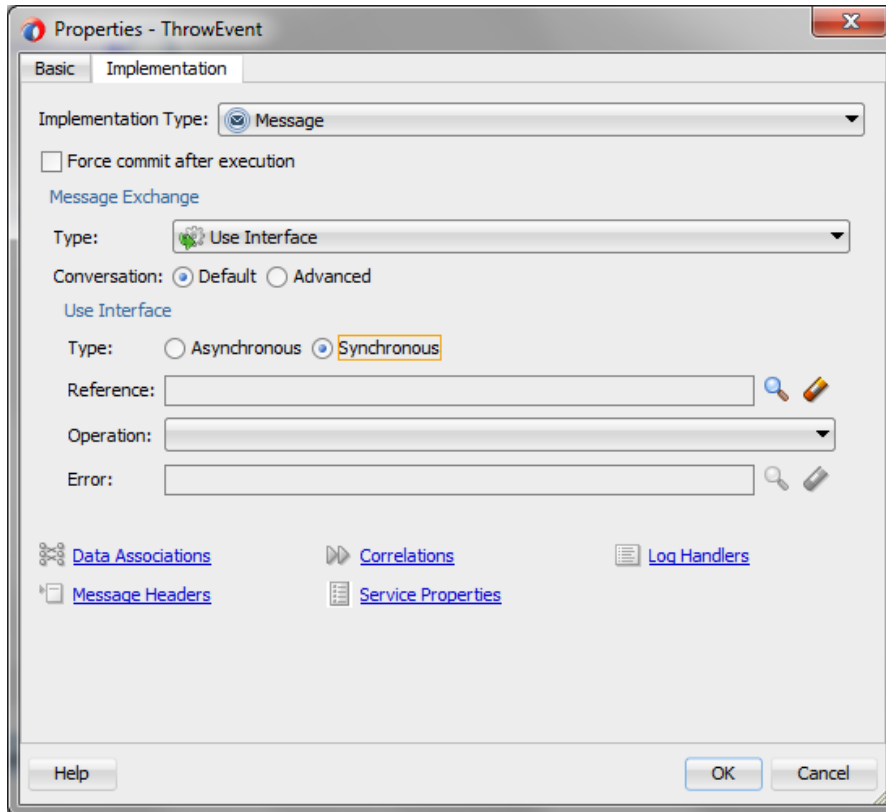 Properties - ThrowEvent
Basic Implementation
Implementation Type: Message
Force commit after execution
Message Exchange
Type: Use Interface
Conversation: Default Advanced
Use Interface
Type: Asynchronous Synchronous
Reference:
Operation:
Error:
Data Associations Correlations Log Handlers
Message Headers Service Properties
Help OK Cancel